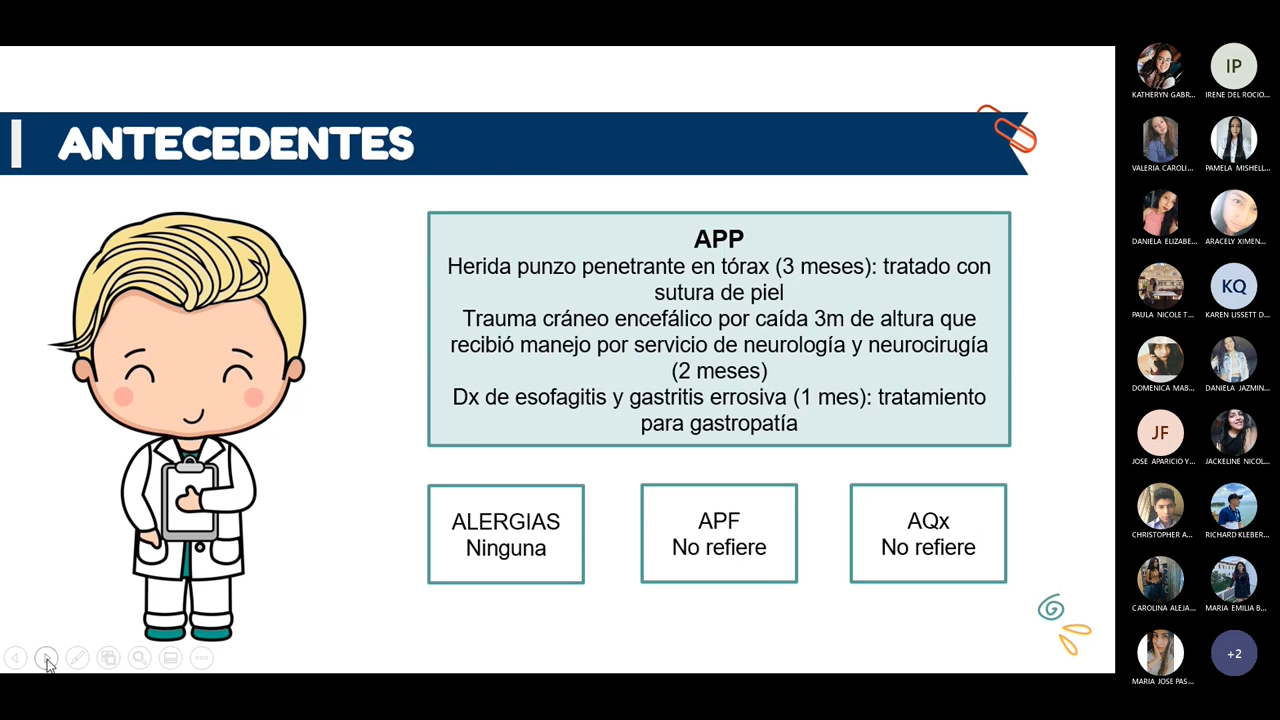 ANTECEDENTES
APP
Herida punzo penetrante en tórax (3 meses): tratado con
sutura de piel
Trauma cráneo encefálico por caída 3m de altura que
recibió manejo por servicio de neurología y neurocirugía
(2 meses)
Dx de esofagitis y gastritis errosiva (1 mes): tratamiento
para gastropatía
ALERGIAS
Ninguna
APF
No refiere
AQx
No refiere
KATHERYN GABR...
IP
IRENE DEL ROCIO...
VALERIA CAROLI...
PAMELA MISHELL...
DANIELA ELIZABE...
ARACELY XIMEN...
PAULA NICOLE T...
KQ
KAREN LISSETT D...
DOMENICA MAB...
DANIELA JAZMIN...
JF
JOSE APARICIO Y...
JACKELINE NICOL...
CHRISTOPHER A...
RICHARD KLEBER...
CAROLINA ALEJA...
MARIA EMILIA B...
MARIA JOSE PAS...
+2